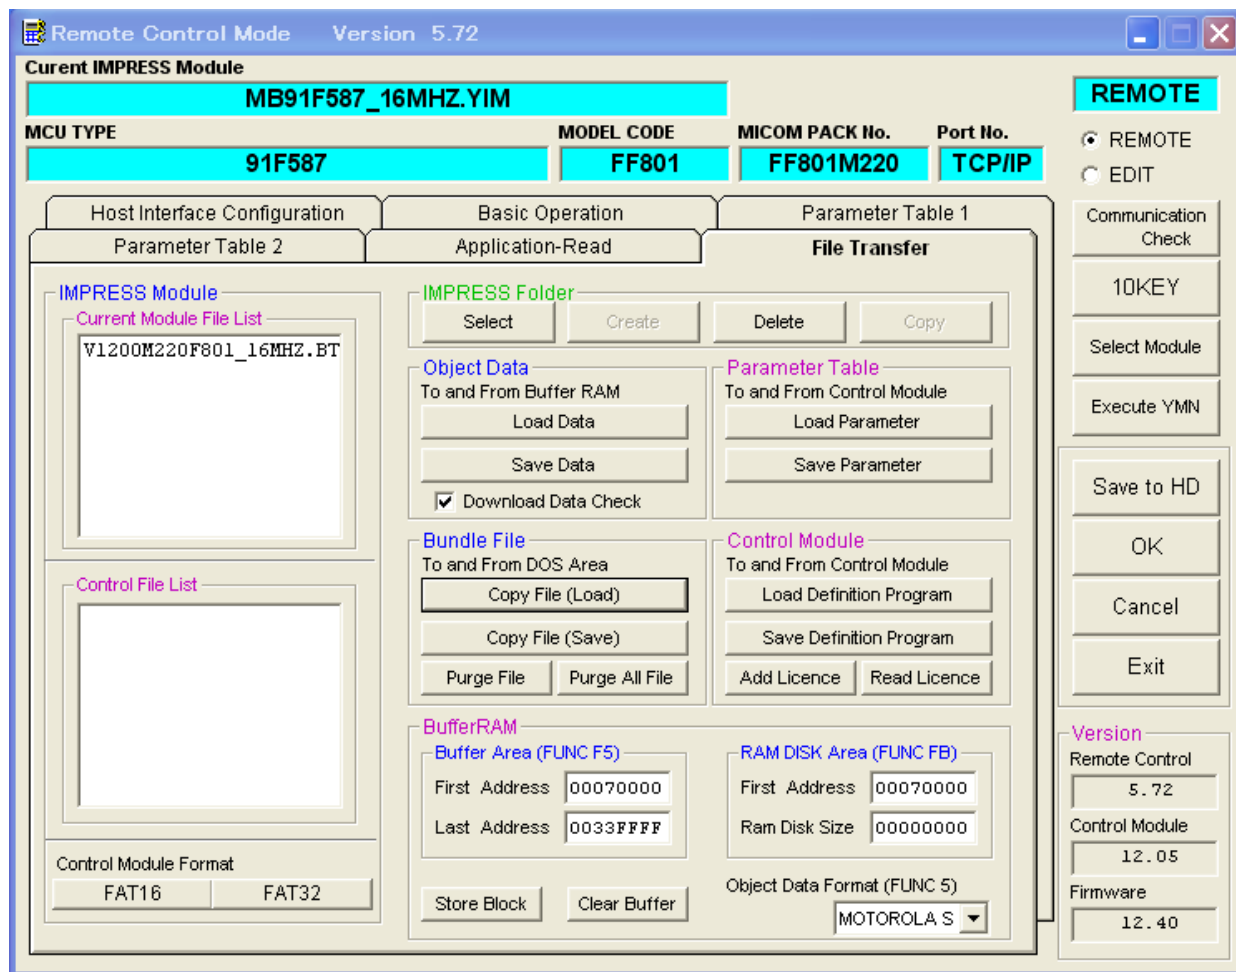 Remote Control Mode Version 5.72
Curent IMPRESS Module
MB91F587_16MHZ.YIM
REMOTE
MCU TYPE MODEL CODE MICOM PACK No. Port No.
91F587 FF801 FF801M220 TCP/IP
REMOTE
EDIT
Host Interface Configuration Basic Operation Parameter Table 1
Parameter Table 2 Application-Read File Transfer
Communication
Check
10KEY
Select Module
Execute YMN
Save to HD
OK
Cancel
Exit
IMPRESS Module
Current Module File List
V1200M220F801_16MHZ.BT
Control File List
Control Module Format
FAT16 FAT32
IMPRESS Folder
Select Create Delete Copy
Object Data
To and From Buffer RAM
Load Data
Save Data
Download Data Check
Parameter Table
To and From Control Module
Load Parameter
Save Parameter
Bundle File
To and From DOS Area
Copy File (Load)
Copy File (Save)
Purge File Purge All File
Control Module
To and From Control Module
Load Definition Program
Save Definition Program
Add Licence Read Licence
BufferRAM
Buffer Area (FUNC F5)
First Address 00070000
Last Address 0033FFFF
RAM DISK Area (FUNC FB)
First Address 00070000
Ram Disk Size 00000000
Store Block Clear Buffer
Object Data Format (FUNC 5)
MOTOROLA S
Version
Remote Control
5.72
Control Module
12.05
Firmware
12.40